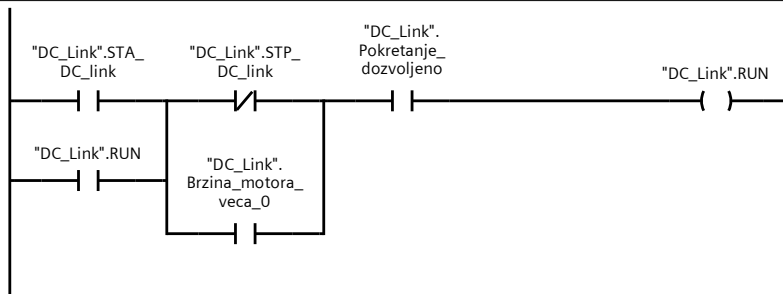 "DC_Link".STA_
DC_link
"DC_Link".STP_
DC_link
"DC_Link".
Pokretanje_
dozvoljeno
"DC_Link".RUN
"DC_Link".RUN
"DC_Link".
Brzina_motora_
veca_0